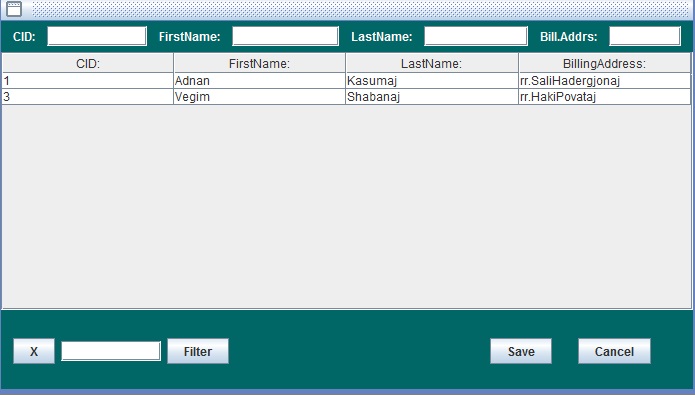 CID: FirstName: LastName: Bill.Addrs:
CID: FirstName: LastName: BillingAddress:
1 Adnan Kasumaj rr.SaliHadergjonaj
3 Vegim Shabanaj rr.HakiPovataj
X Filter Save Cancel